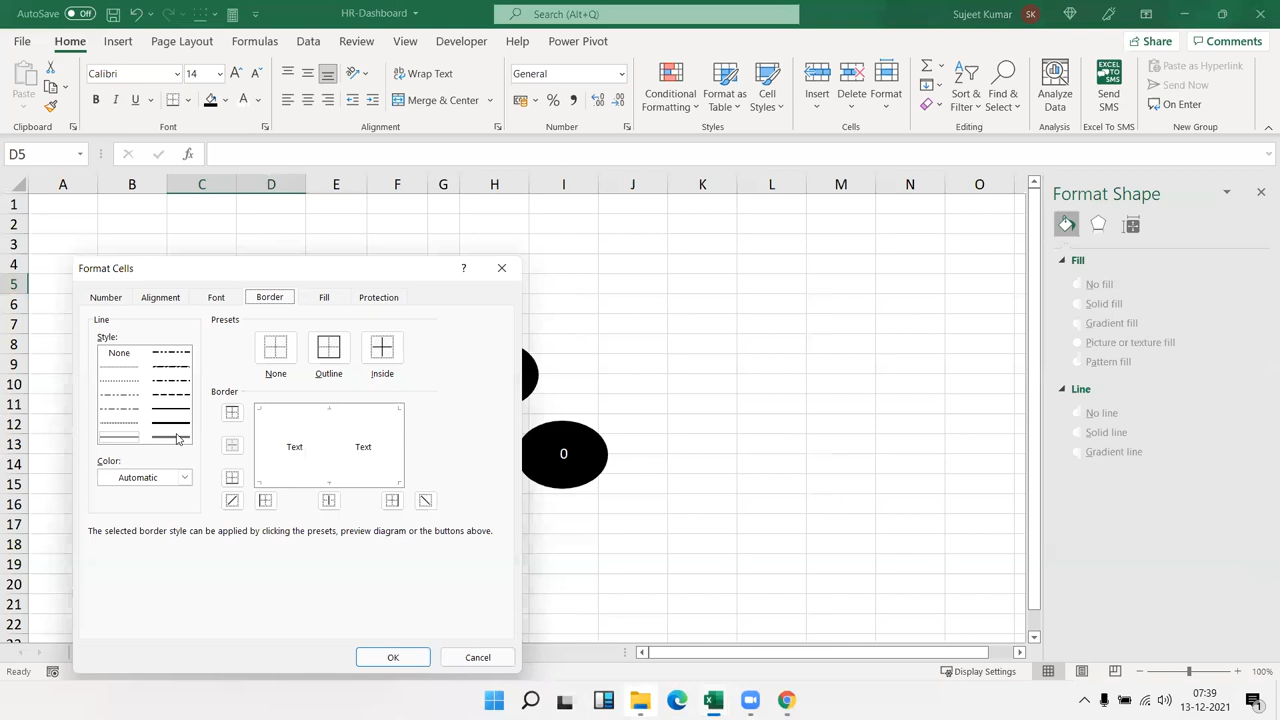 AutoSave Off HR-Dashboard Search (Alt+Q) Sujeet Kumar SK
File Home Insert Page Layout Formulas Data Review View Developer Help Power Pivot Share Comments
Paste Calibri 14 Wrap Text General Conditional Formatting Format as Table Cell Styles Insert Delete Format Sort & Filter Find & Select Analyze Data Send SMS Paste as Hyperlink
Send Now
B I U A Merge & Center % On Enter
Clipboard Font Alignment Number Styles Cells Editing Analysis Excel To SMS New Group
D5 fx
A B C D E F G H I J K L M N O
1
2
3
4
5
6
7
8
9
10
11
12
13
14
15
16
17
18
19
20
21
22
0
Format Cells ?
Number Alignment Font Border Fill Protection
Line
Style:
None
Color:
Automatic
Presets
None Outline Inside
Border
Text Text
The selected border style can be applied by clicking the presets, preview diagram or the buttons above.
OK Cancel
Format Shape
Fill
No fill
Solid fill
Gradient fill
Picture or texture fill
Pattern fill
Line
No line
Solid line
Gradient line
Ready Display Settings 100%
07:39
13-12-2021
1